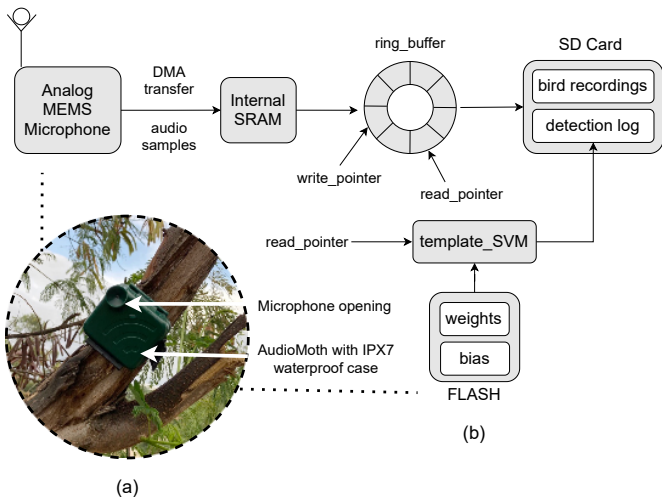 ring_buffer
SD Card
Analog
MEMS
Microphone
DMA
transfer
audio
samples
Internal
SRAM
bird recordings
detection log
write_pointer
read_pointer
read_pointer
template_SVM
Microphone opening
AudioMoth with IPX7
waterproof case
weights
bias
FLASH
(a)
(b)